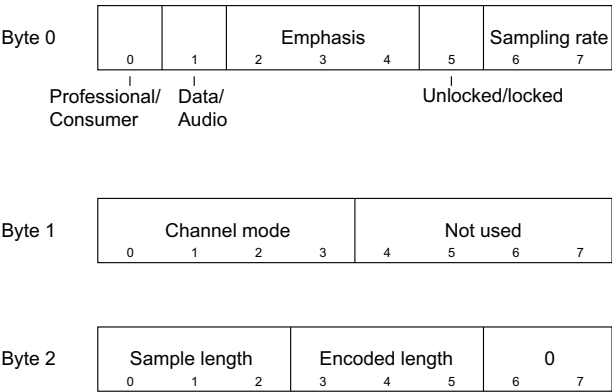 Byte 0
Emphasis
Sampling rate
0 1 2 3 4 5 6 7
Professional/ Data/ Unlocked/locked
Consumer Audio
Byte 1
Channel mode
Not used
0 1 2 3 4 5 6 7
Byte 2
Sample length
Encoded length
0
0 1 2 3 4 5 6 7